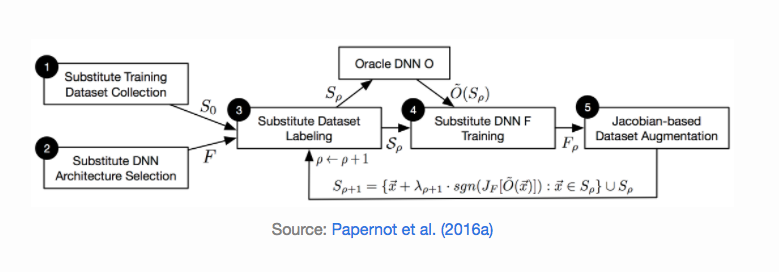 1
Substitute Training
Dataset Collection
S₀
2
Substitute DNN
Architecture Selection
F
3
Substitute Dataset
Labeling
Sρ
Oracle DNN O
Õ(Sρ)
Sρ
4
Substitute DNN F
Training
Fρ
5
Jacobian-based
Dataset Augmentation
ρ ← ρ + 1
Sρ+1 = {x⃗ + λρ+1 · sgn(JF[Õ(x⃗)]) : x⃗ ∈ Sρ} ∪ Sρ
Source: Papernot et al. (2016a)